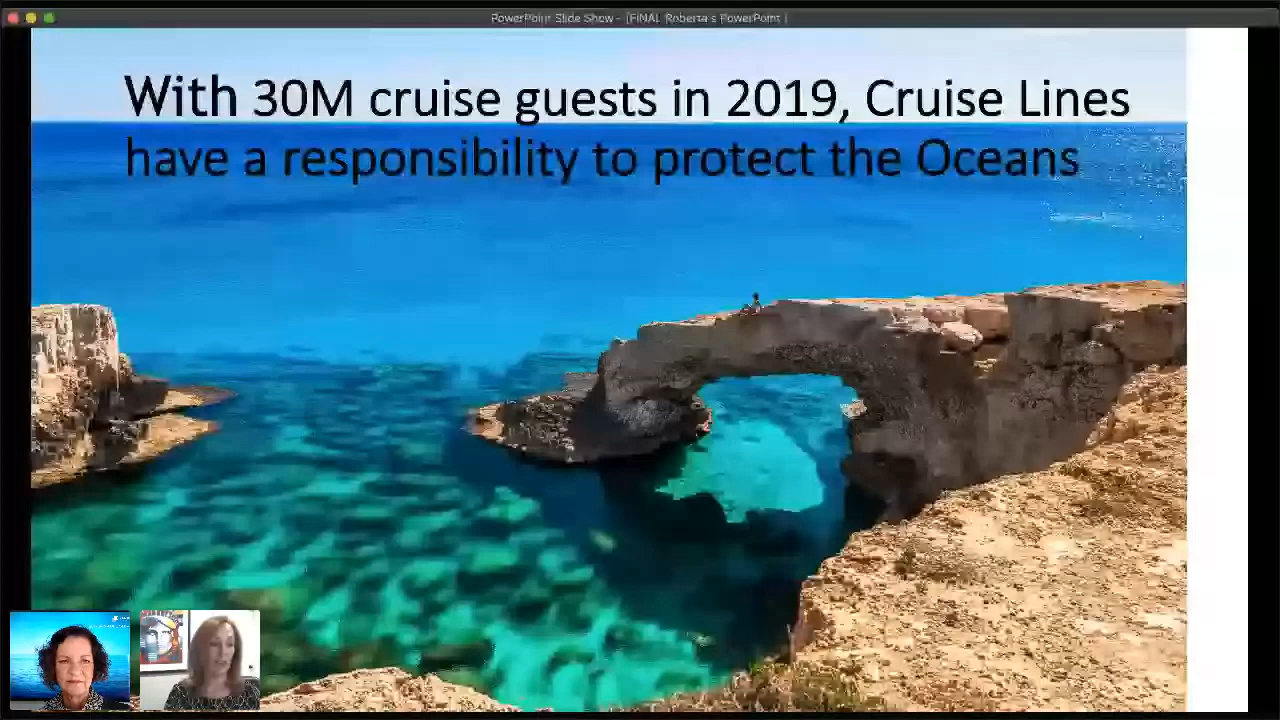 PowerPoint Slide Show - [FINAL Roberta's PowerPoint ]
With 30M cruise guests in 2019, Cruise Lines
have a responsibility to protect the Oceans